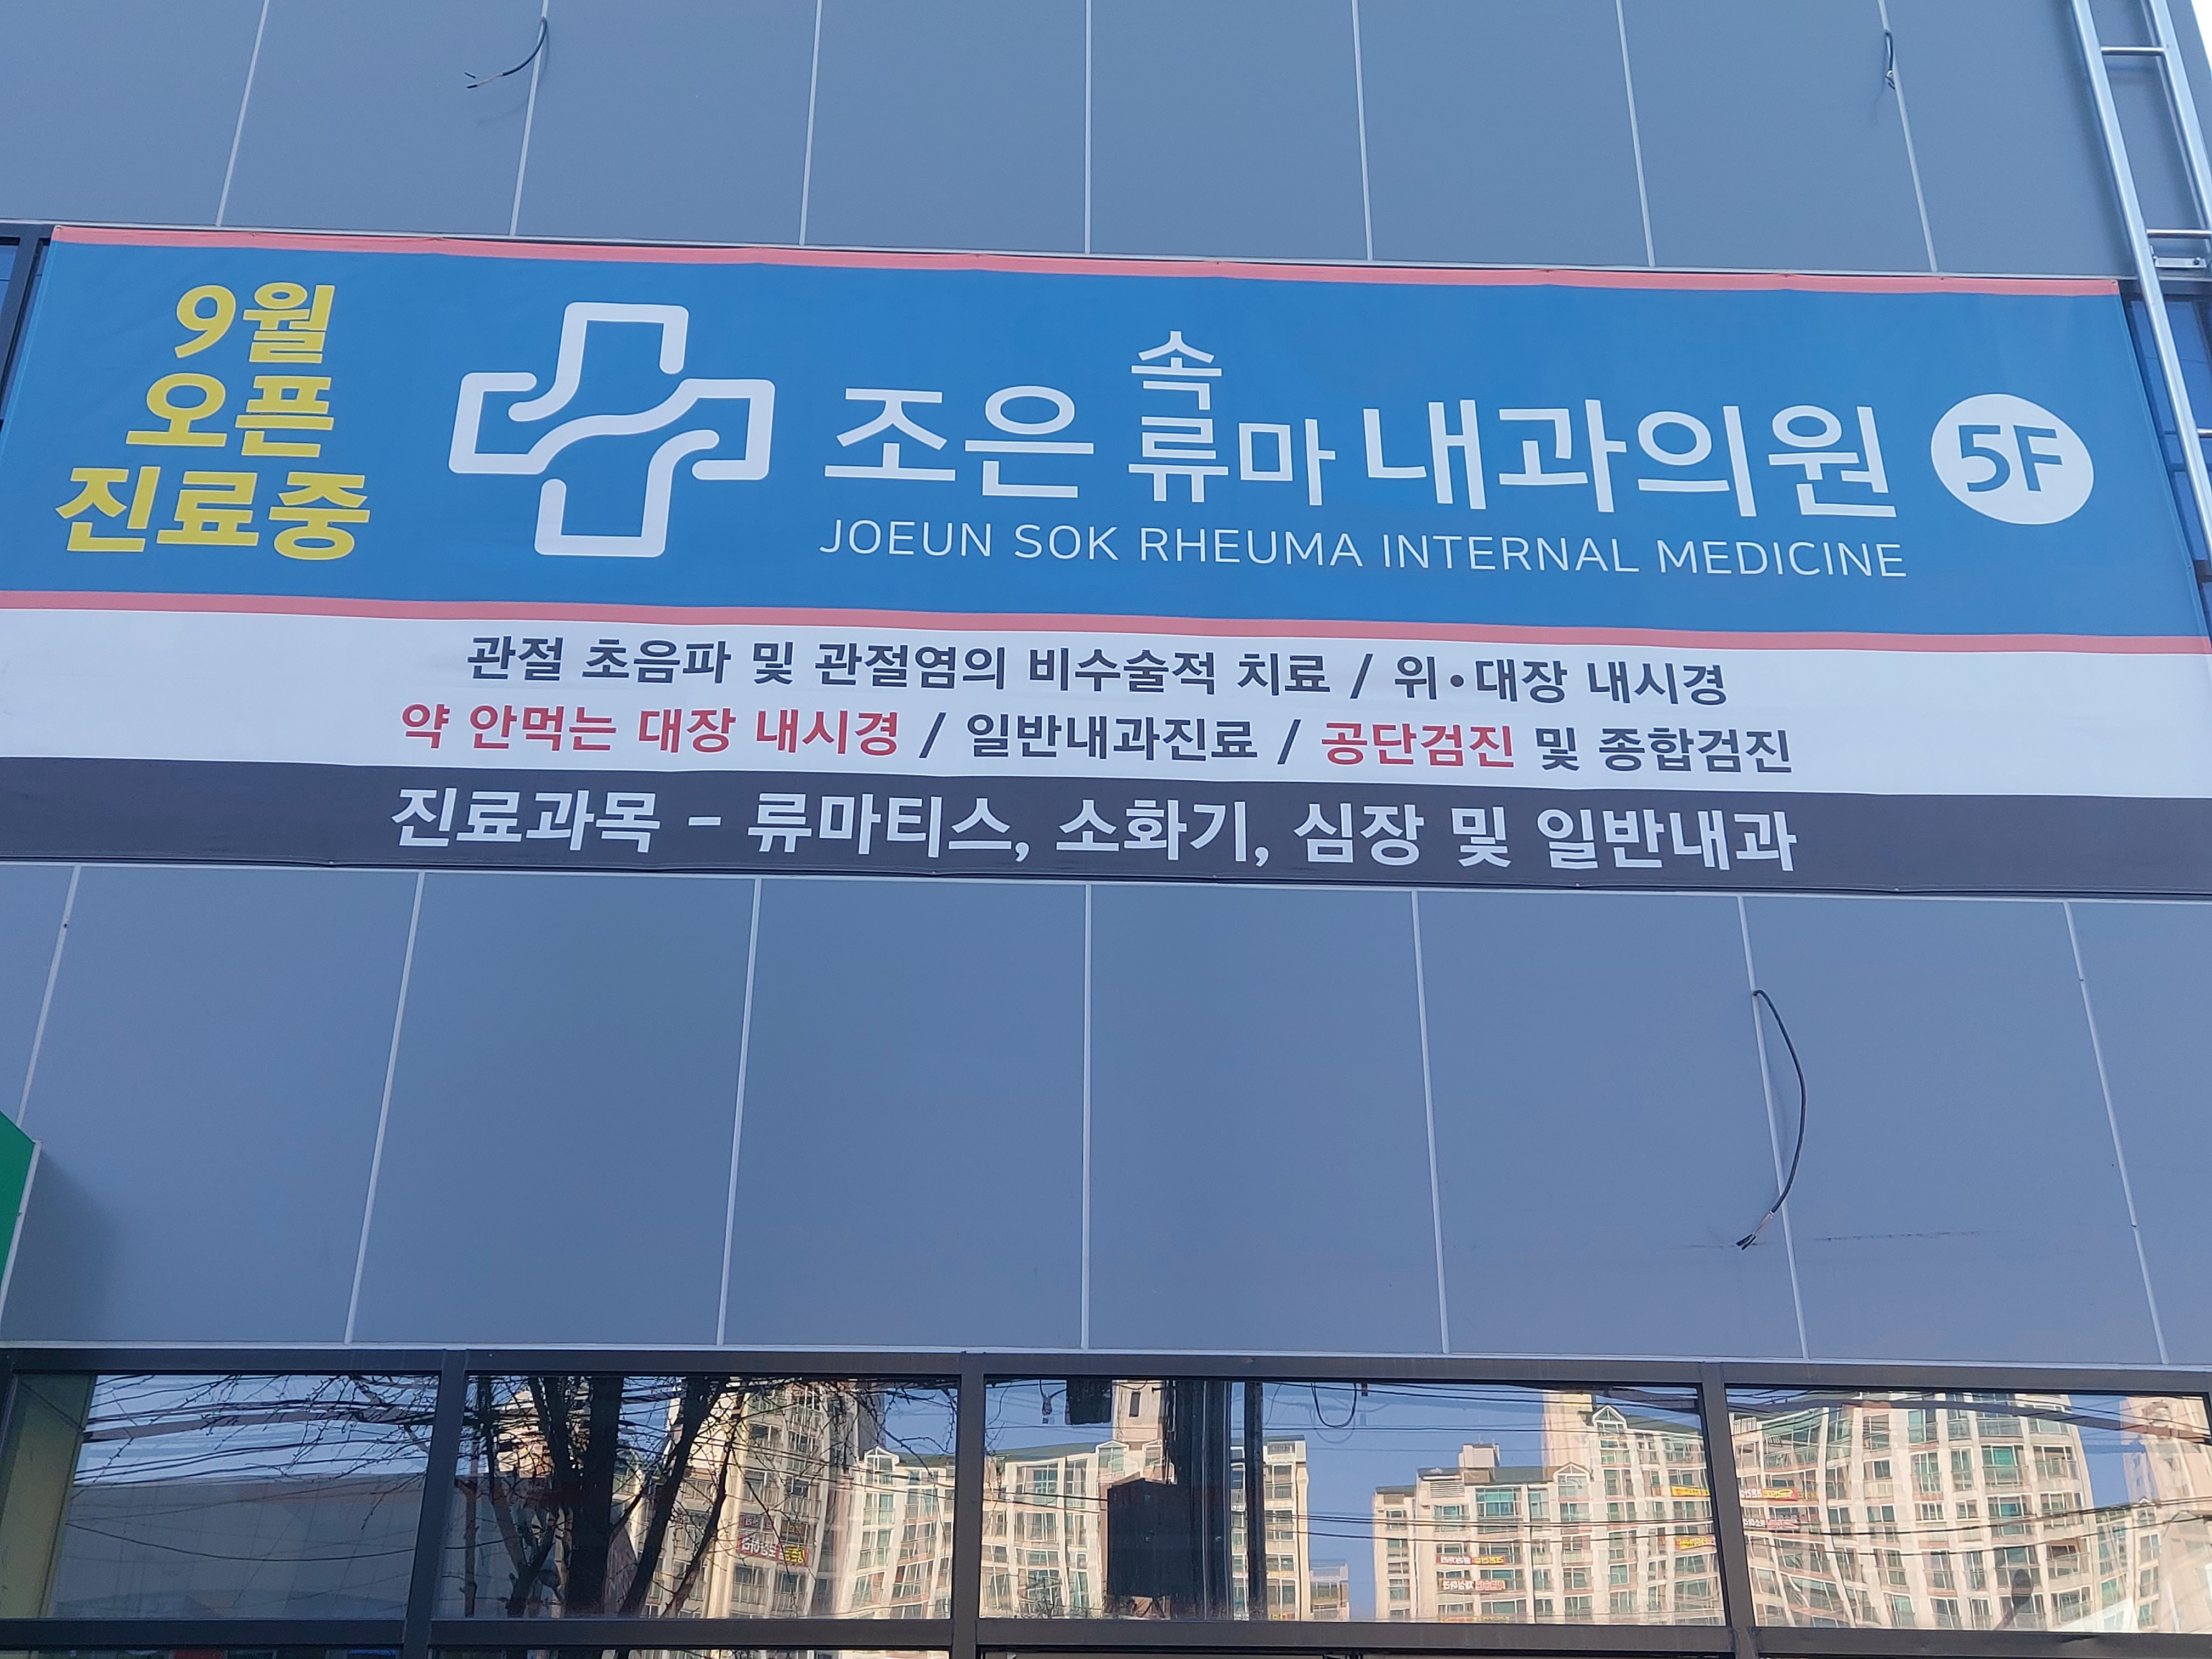 9월
오픈
진료중
속
조은 류마 내과의원 5F
JOEUN SOK RHEUMA INTERNAL MEDICINE
관절 초음파 및 관절염의 비수술적 치료 / 위•대장 내시경
약 안먹는 대장 내시경 / 일반내과진료 / 공단검진 및 종합검진
진료과목 - 류마티스, 소화기, 심장 및 일반내과